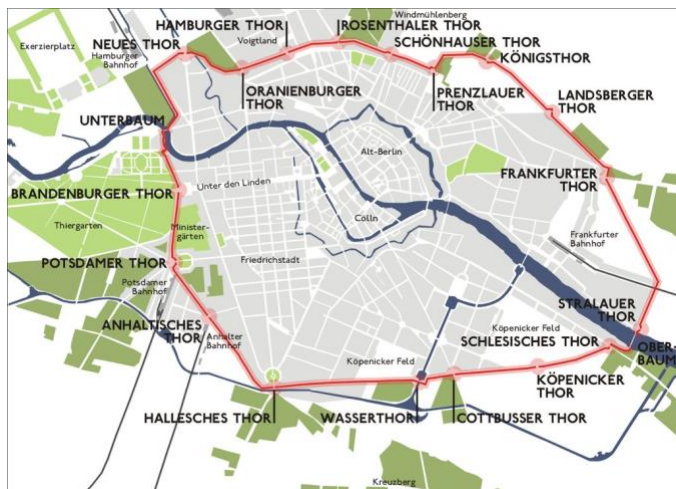 HAMBURGER THOR
Windmühlenberg
ROSENTHALER THOR
Exerzierplatz
NEUES THOR
Voigtland
SCHÖNHAUSER THOR
Hamburger
Bahnhof
KÖNIGSTHOR
ORANIENBURGER
THOR
PRENZLAUER
THOR
LANDSBERGER
THOR
UNTERBAUM
Alt-Berlin
FRANKFURTER
THOR
BRANDENBURGER THOR
Unter den Linden
Cölln
Thiergarten
Minister-
gärten
Frankfurter
Bahnhof
POTSDAMER THOR
Friedrichstadt
Potsdamer
Bahnhof
STRALAUER
THOR
ANHALTISCHES
THOR
Anhalter
Bahnhof
Köpenicker Feld
SCHLESISCHES THOR
OBER-
BAUM
Köpenicker Feld
KÖPENICKER
THOR
HALLESCHES THOR
WASSERTHOR
COTTBUSSER THOR
Kreuzberg